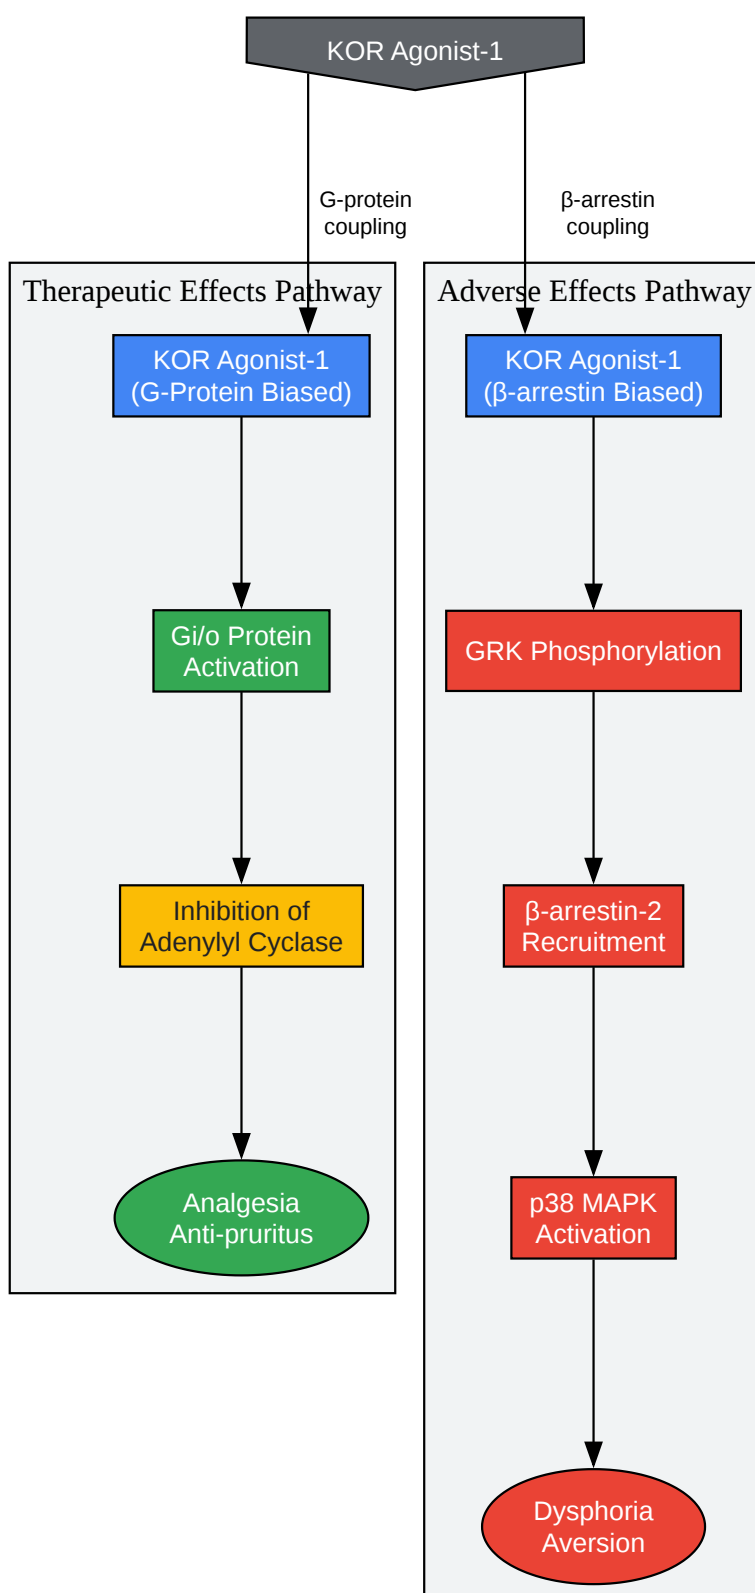 KOR Agonist-1
G-protein
coupling
β-arrestin
coupling
Therapeutic Effects Pathway
KOR Agonist-1
(G-Protein Biased)
Gi/o Protein
Activation
Inhibition of
Adenylyl Cyclase
Analgesia
Anti-pruritus
Adverse Effects Pathway
KOR Agonist-1
(β-arrestin Biased)
GRK Phosphorylation
β-arrestin-2
Recruitment
p38 MAPK
Activation
Dysphoria
Aversion